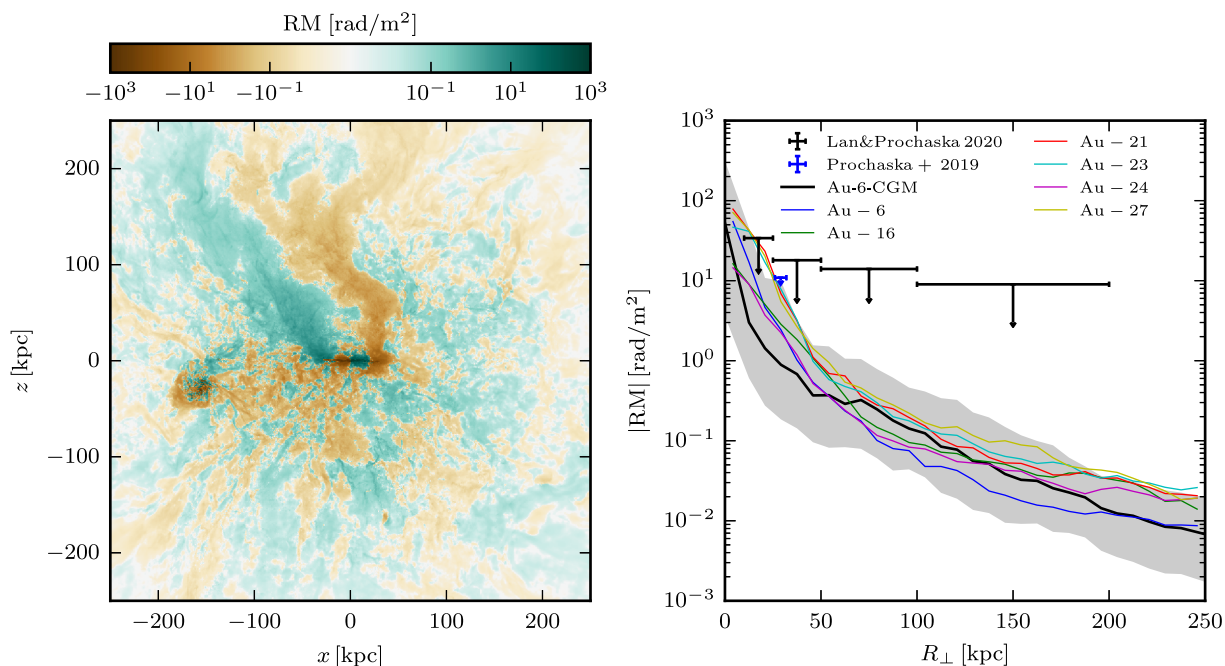 RM [rad/m²]
−10³ −10¹ −10⁻¹ 10⁻¹ 10¹ 10³
200
100
0
−100
−200
z [kpc]
−200 −100 0 100 200
x [kpc]
10³
10²
10¹
10⁰
10⁻¹
10⁻²
10⁻³
|RM| [rad/m²]
Lan&Prochaska 2020
Prochaska + 2019
Au-6-CGM
Au − 6
Au − 16
Au − 21
Au − 23
Au − 24
Au − 27
0 50 100 150 200 250
R⊥ [kpc]